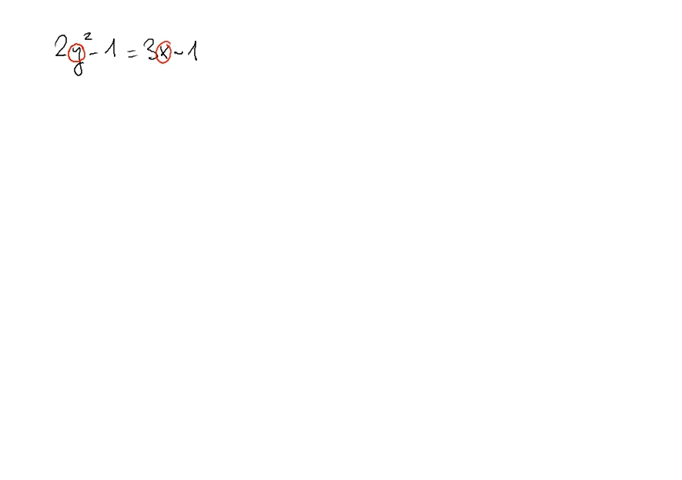 2y² - 1 = 3x - 1